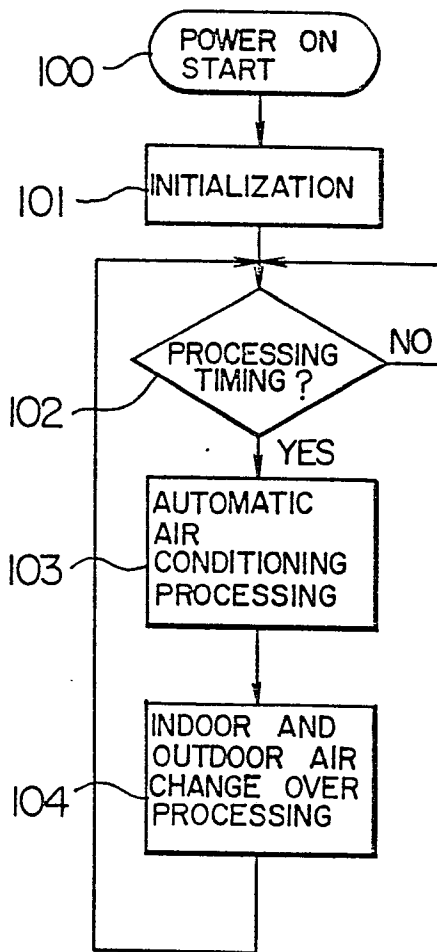 POWER ON
START
100
INITIALIZATION
101
PROCESSING
TIMING?
NO
102
YES
AUTOMATIC
AIR
CONDITIONING
PROCESSING
103
INDOOR AND
OUTDOOR AIR
CHANGE OVER
PROCESSING
104